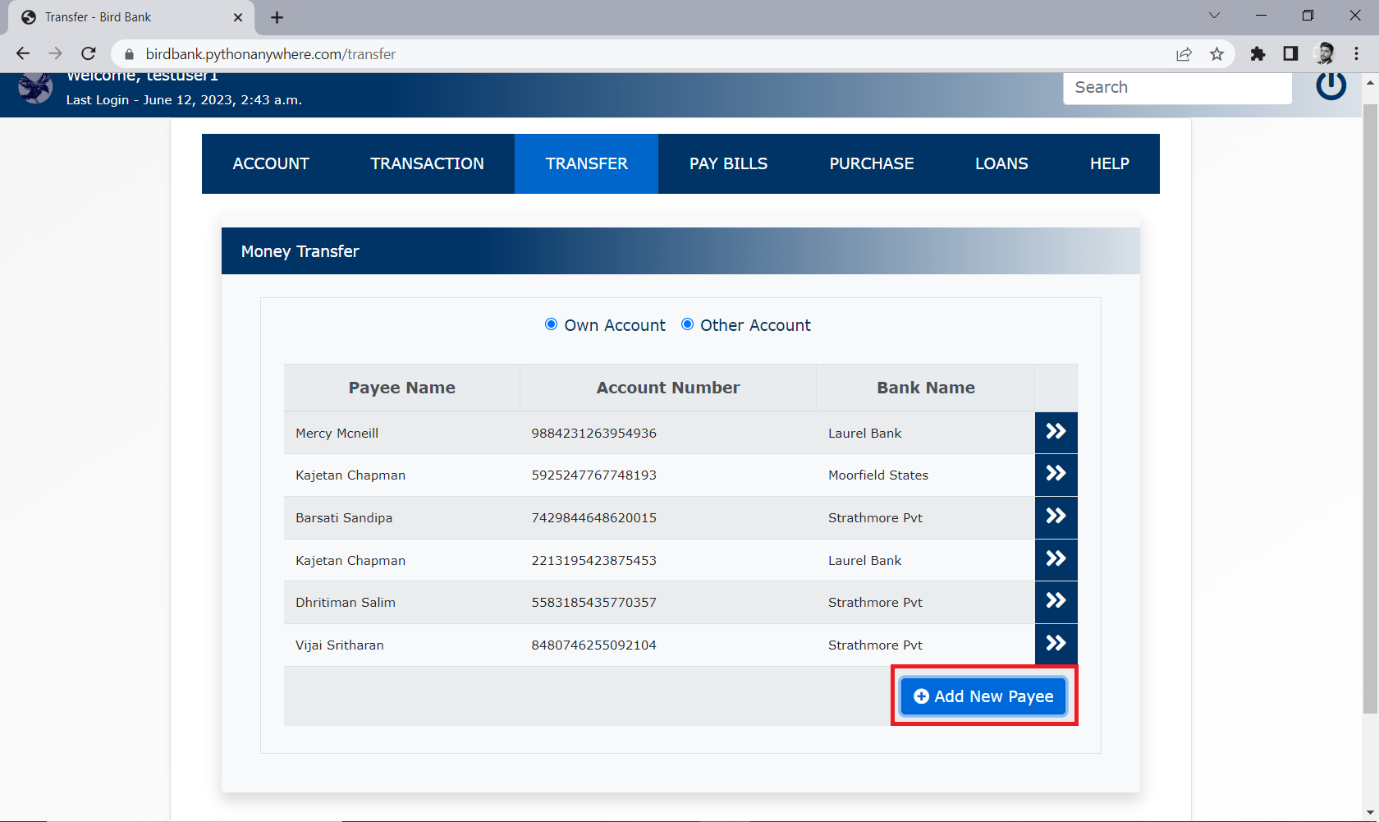 Transfer - Bird Bank
birdbank.pythonanywhere.com/transfer
Welcome, testuser1
Last Login - June 12, 2023, 2:43 a.m.
Search
ACCOUNT TRANSACTION TRANSFER PAY BILLS PURCHASE LOANS HELP
Money Transfer
Own Account Other Account
Payee Name Account Number Bank Name
Mercy Mcneill 9884231263954936 Laurel Bank
Kajetan Chapman 5925247767748193 Moorfield States
Barsati Sandipa 7429844648620015 Strathmore Pvt
Kajetan Chapman 2213195423875453 Laurel Bank
Dhritiman Salim 5583185435770357 Strathmore Pvt
Vijai Sritharan 8480746255092104 Strathmore Pvt
Add New Payee